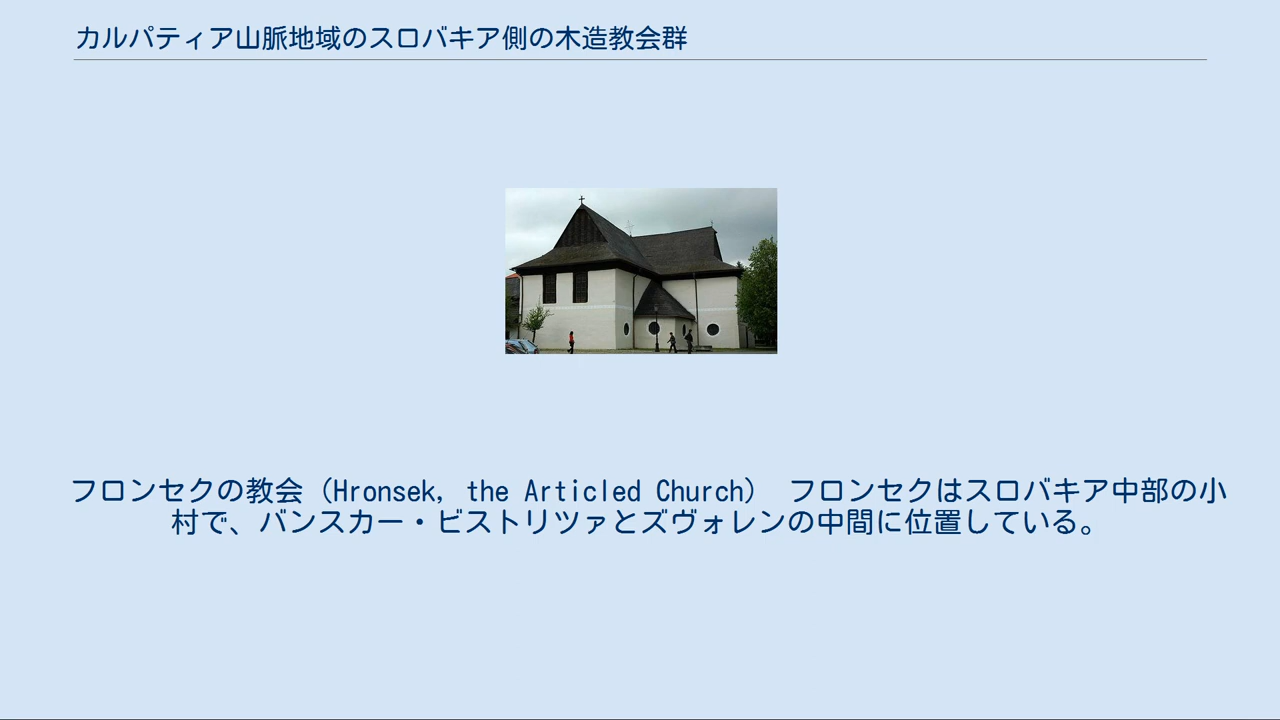 カルパティア山脈地域のスロバキア側の木造教会群
フロンセクの教会（Hronsek, the Articled Church） フロンセクはスロバキア中部の小
村で、バンスカー・ビストリツァとズヴォレンの中間に位置している。